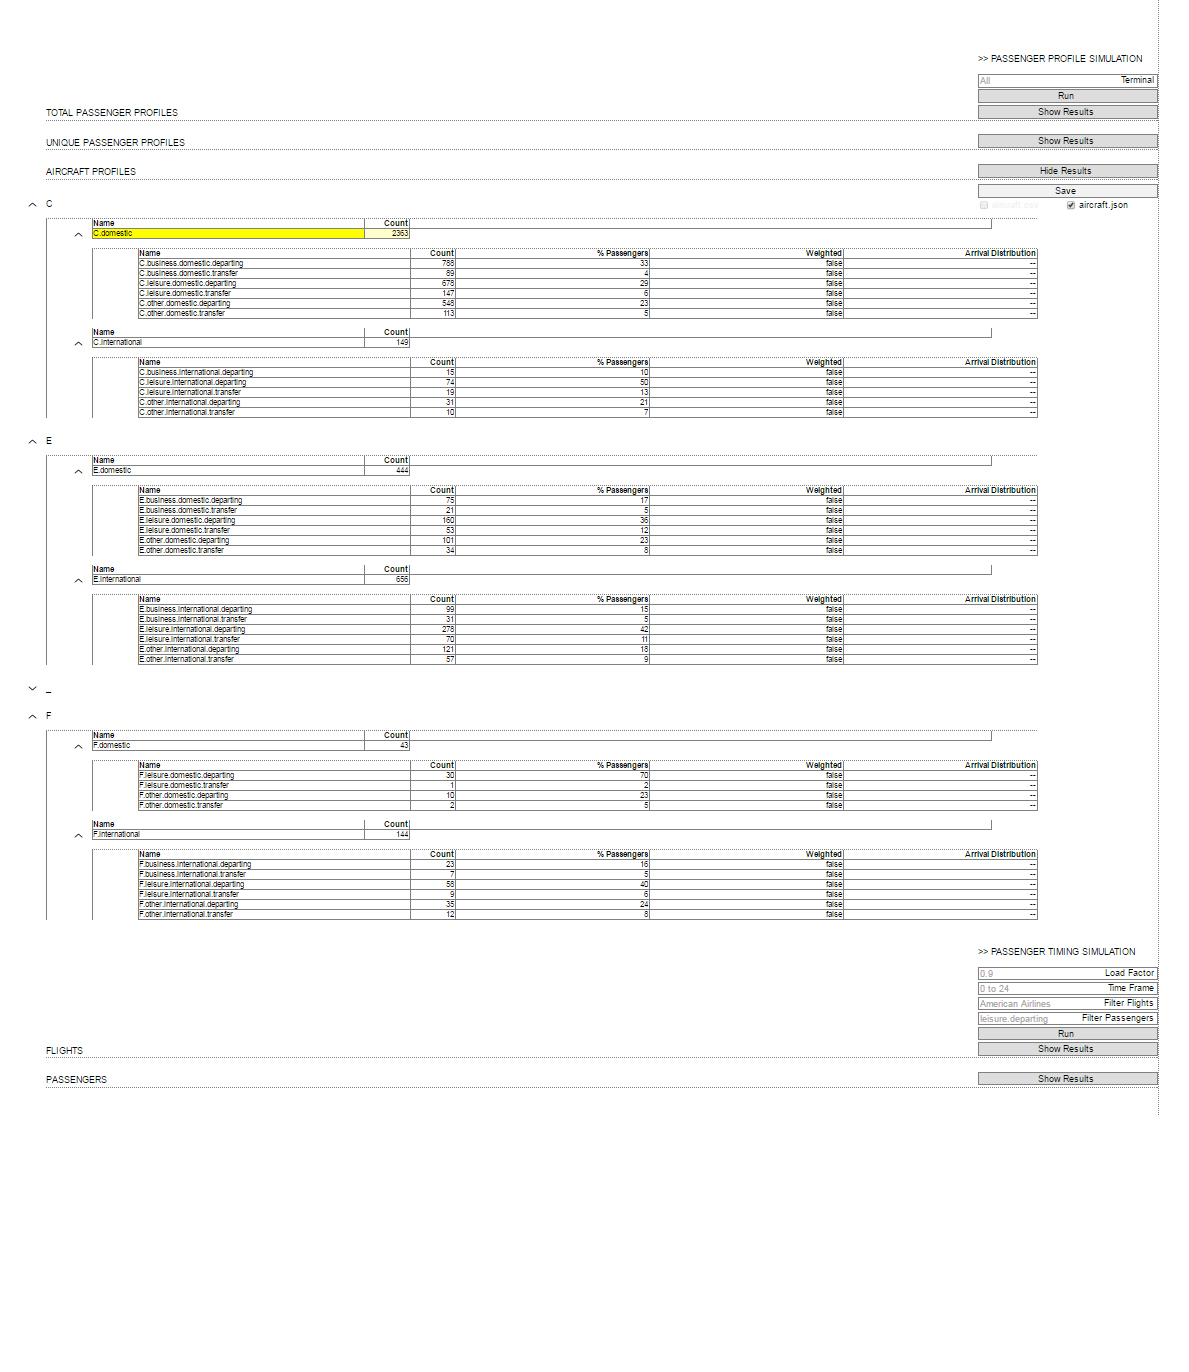 >> PASSENGER PROFILE SIMULATION
All Terminal
Run
TOTAL PASSENGER PROFILES Show Results
UNIQUE PASSENGER PROFILES Show Results
AIRCRAFT PROFILES Hide Results
Save
C aircraft.csv aircraft.json
Name Count
C.domestic 2363
Name Count % Passengers Weighted Arrival Distribution
C.business.domestic.departing 788 33 false --
C.business.domestic.transfer 89 4 false --
C.leisure.domestic.departing 678 29 false --
C.leisure.domestic.transfer 147 6 false --
C.other.domestic.departing 548 23 false --
C.other.domestic.transfer 113 5 false --
Name Count
C.international 149
Name Count % Passengers Weighted Arrival Distribution
C.business.international.departing 15 10 false --
C.leisure.international.departing 74 50 false --
C.leisure.international.transfer 19 13 false --
C.other.international.departing 31 21 false --
C.other.international.transfer 10 7 false --
E
Name Count
E.domestic 444
Name Count % Passengers Weighted Arrival Distribution
E.business.domestic.departing 75 17 false --
E.business.domestic.transfer 21 5 false --
E.leisure.domestic.departing 160 36 false --
E.leisure.domestic.transfer 53 12 false --
E.other.domestic.departing 101 23 false --
E.other.domestic.transfer 34 8 false --
Name Count
E.international 656
Name Count % Passengers Weighted Arrival Distribution
E.business.international.departing 99 15 false --
E.business.international.transfer 31 5 false --
E.leisure.international.departing 278 42 false --
E.leisure.international.transfer 70 11 false --
E.other.international.departing 121 18 false --
E.other.international.transfer 57 9 false --
_
F
Name Count
F.domestic 43
Name Count % Passengers Weighted Arrival Distribution
F.leisure.domestic.departing 30 70 false --
F.leisure.domestic.transfer 1 2 false --
F.other.domestic.departing 10 23 false --
F.other.domestic.transfer 2 5 false --
Name Count
F.international 144
Name Count % Passengers Weighted Arrival Distribution
F.business.international.departing 23 16 false --
F.business.international.transfer 7 5 false --
F.leisure.international.departing 58 40 false --
F.leisure.international.transfer 9 6 false --
F.other.international.departing 35 24 false --
F.other.international.transfer 12 8 false --
>> PASSENGER TIMING SIMULATION
0.9 Load Factor
0 to 24 Time Frame
American Airlines Filter Flights
leisure.departing Filter Passengers
Run
FLIGHTS Show Results
PASSENGERS Show Results